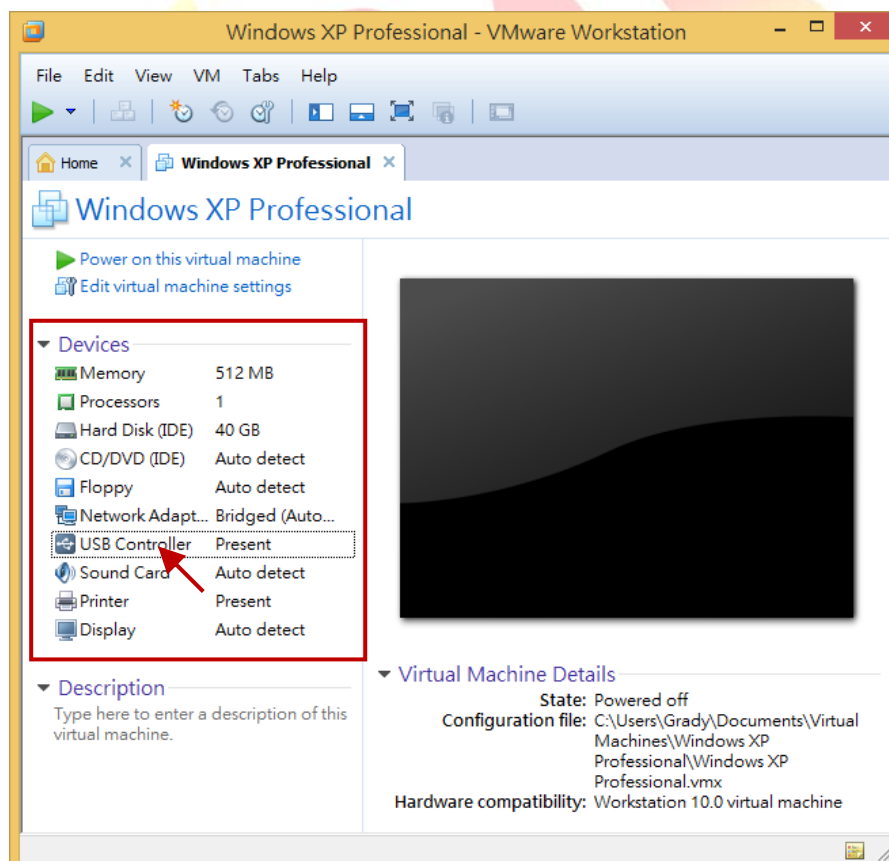 Windows XP Professional - VMware Workstation
File Edit View VM Tabs Help
Home Windows XP Professional
Windows XP Professional
Power on this virtual machine
Edit virtual machine settings
Devices
Memory 512 MB
Processors 1
Hard Disk (IDE) 40 GB
CD/DVD (IDE) Auto detect
Floppy Auto detect
Network Adapt... Bridged (Auto...
USB Controller Present
Sound Card Auto detect
Printer Present
Display Auto detect
Description
Type here to enter a description of this
virtual machine.
Virtual Machine Details
State: Powered off
Configuration file: C:\Users\Grady\Documents\Virtual
Machines\Windows XP
Professional\Windows XP
Professional.vmx
Hardware compatibility: Workstation 10.0 virtual machine